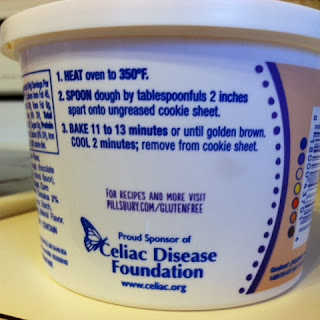 1. HEAT oven to 350°F.
2. SPOON dough by tablespoonfuls 2 inches
apart onto ungreased cookie sheet.
3. BAKE 11 to 13 minutes or until golden brown.
COOL 2 minutes; remove from cookie sheet.
FOR RECIPES AND MORE VISIT
PILLSBURY.COM/GLUTENFREE
Proud Sponsor of
Celiac Disease
Foundation
www.celiac.org